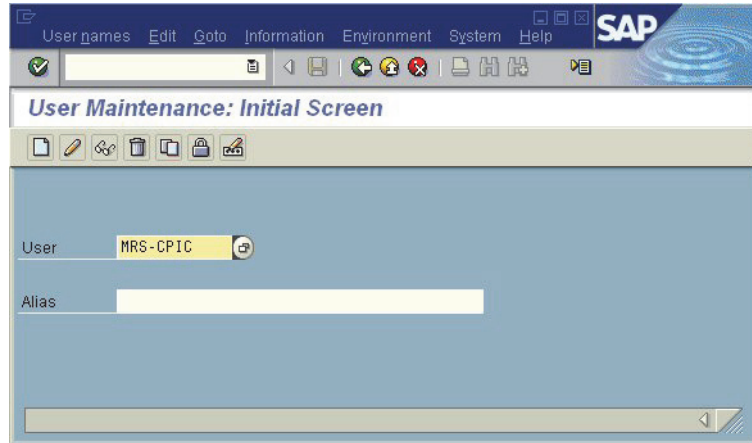 User names Edit Goto Information Environment System Help
SAP
User Maintenance: Initial Screen
User MRS-CPIC
Alias